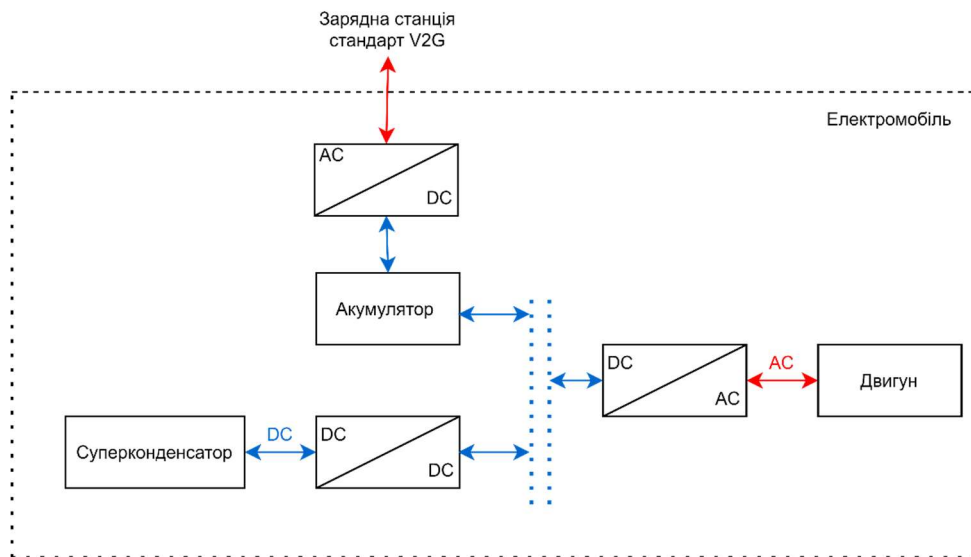 Зарядна станція
стандарт V2G
Електромобіль
AC
DC
Акумулятор
DC
AC
AC
Двигун
Суперконденсатор
DC
DC
DC